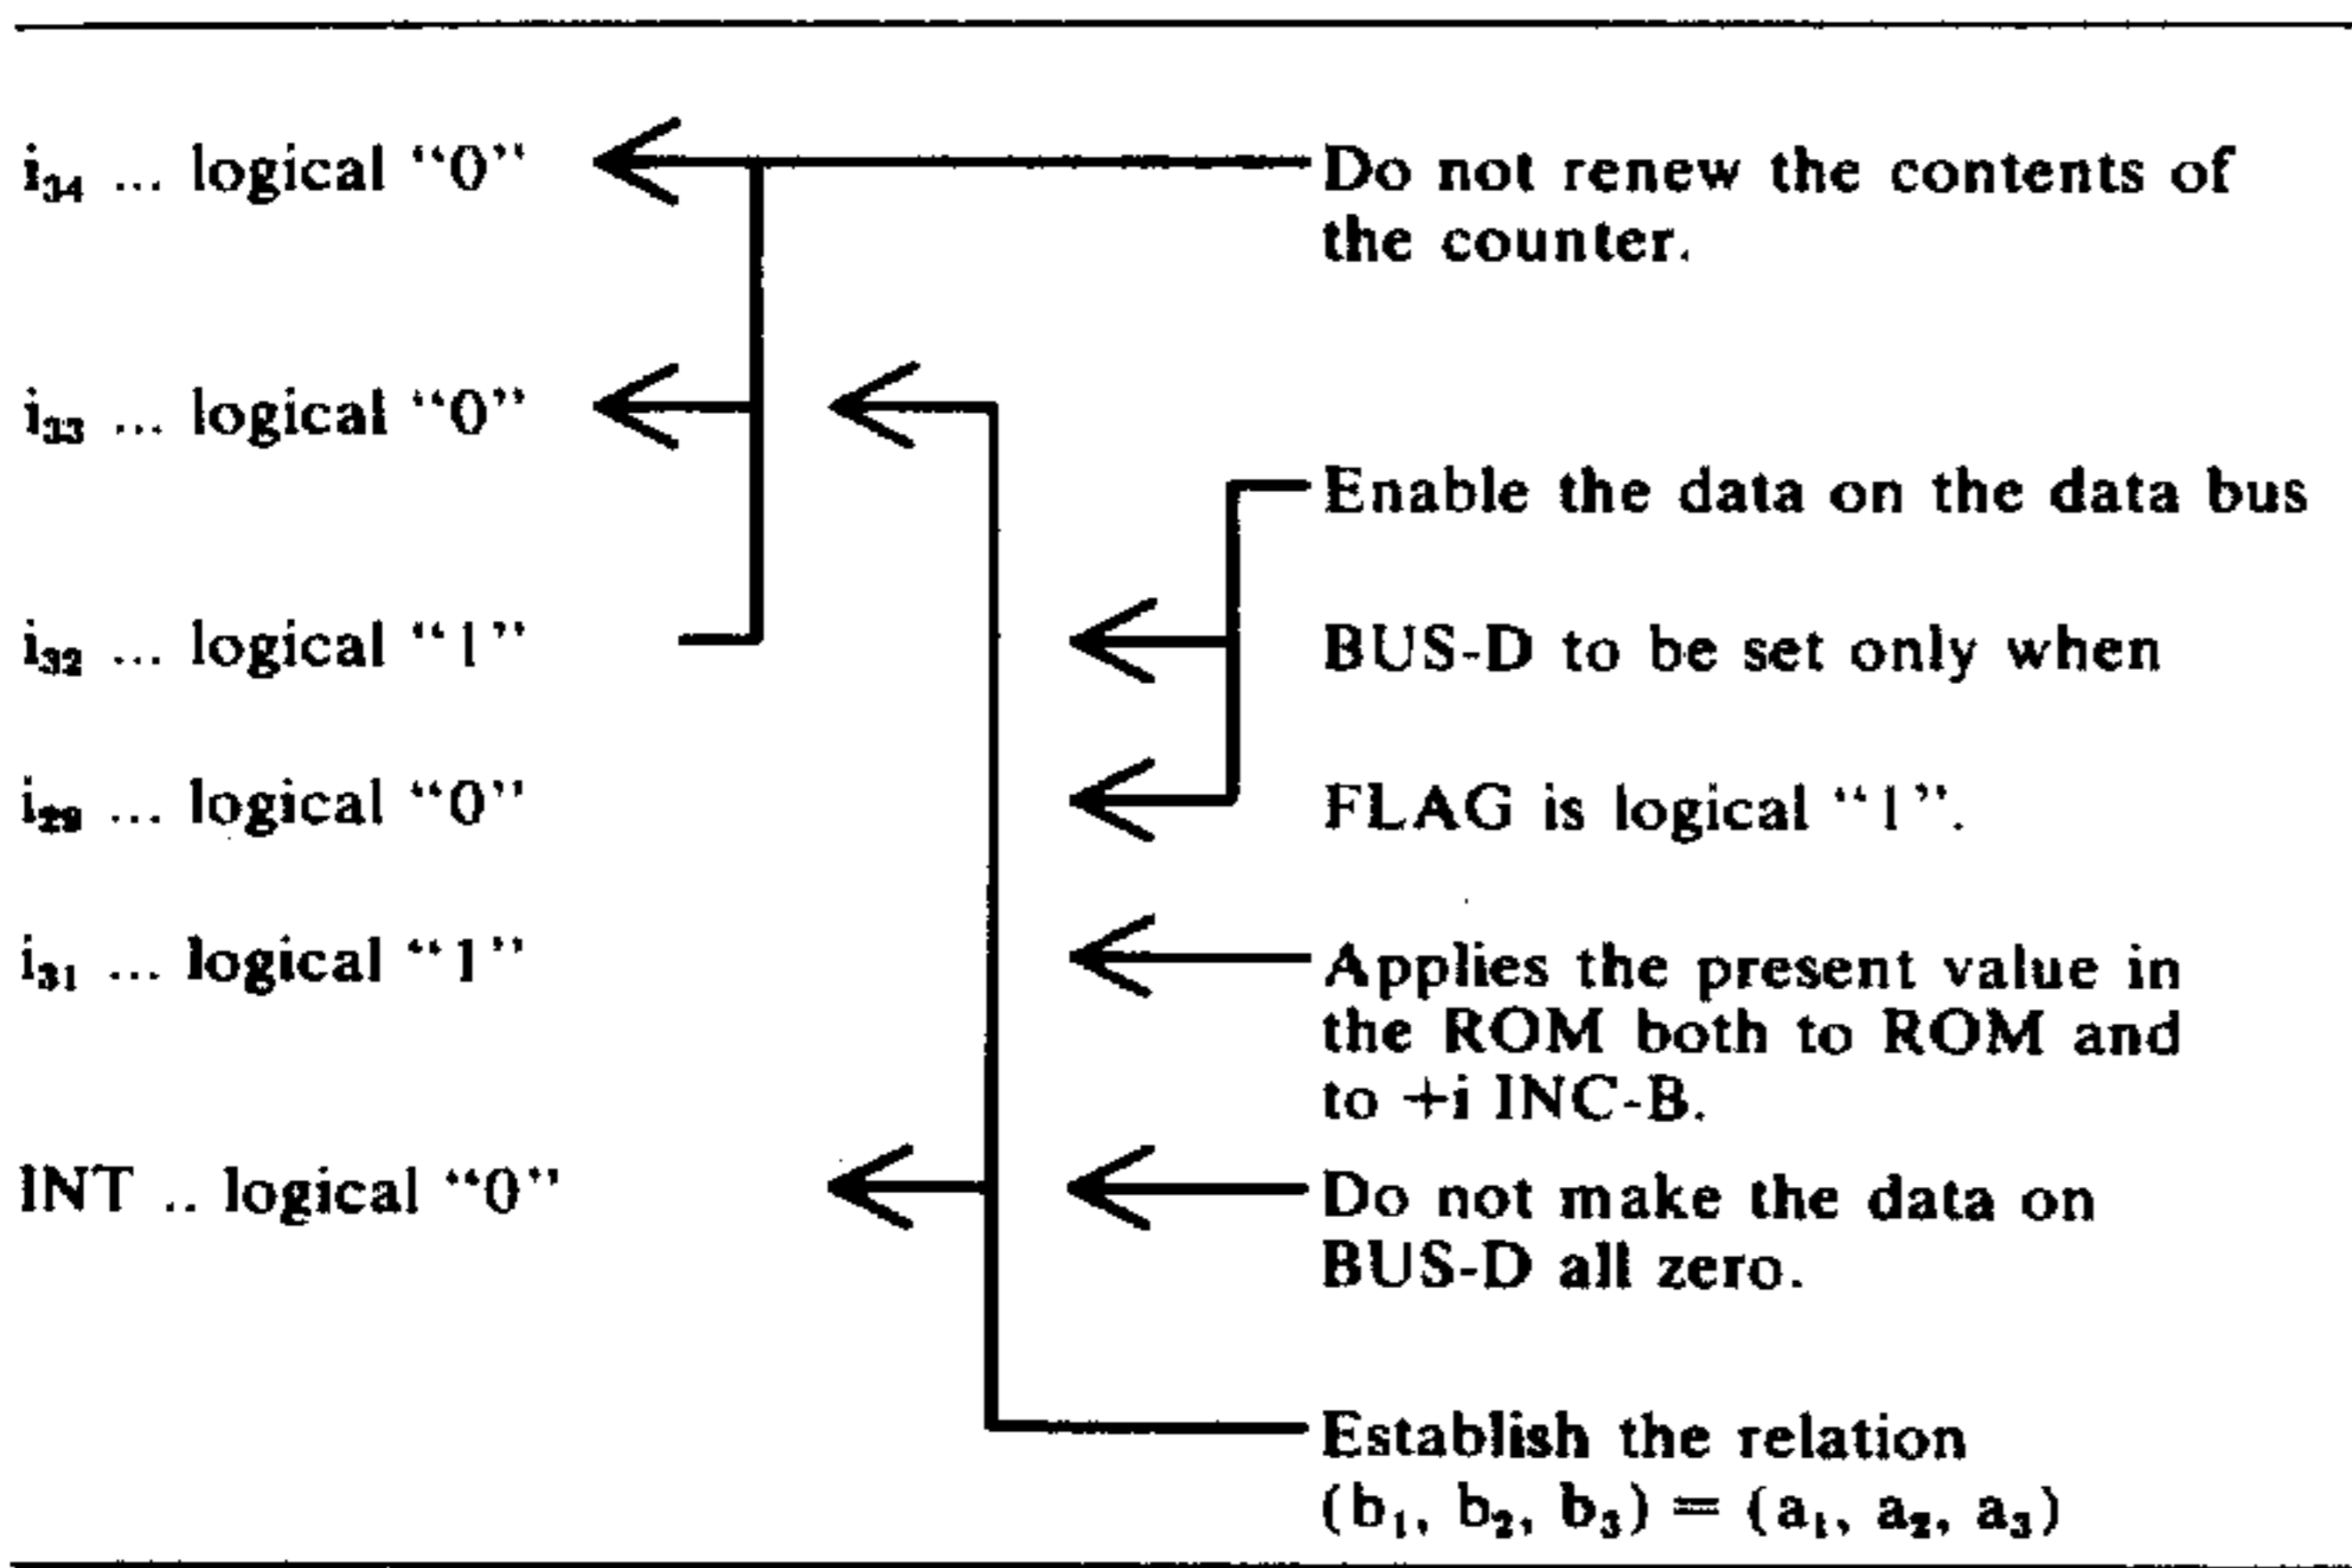 i₃₄ ... logical “0”
Do not renew the contents of
the counter.
i₃₃ ... logical “0”
Enable the data on the data bus
i₃₂ ... logical “1”
BUS-D to be set only when
i₂₉ ... logical “0”
FLAG is logical “1”.
i₃₁ ... logical “1”
Applies the present value in
the ROM both to ROM and
to +i INC-B.
INT .. logical “0”
Do not make the data on
BUS-D all zero.
Establish the relation
(b₁, b₂, b₃) = (a₁, a₂, a₃)